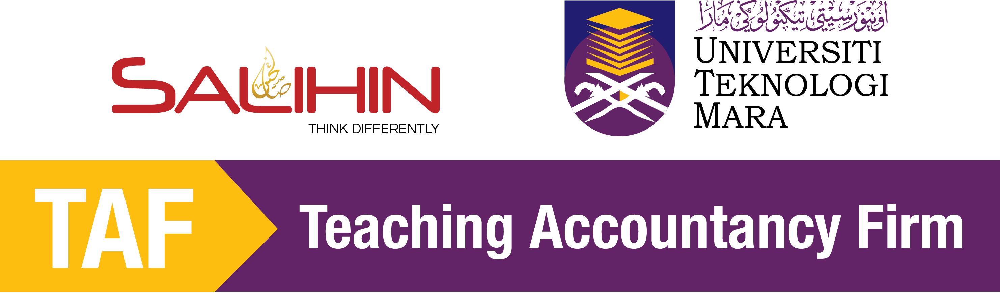 SALIHIN
THINK DIFFERENTLY
اونيۏرسيتي تيكنولوڬي مارا
UNIVERSITI
TEKNOLOGI
MARA
TAF
Teaching Accountancy Firm